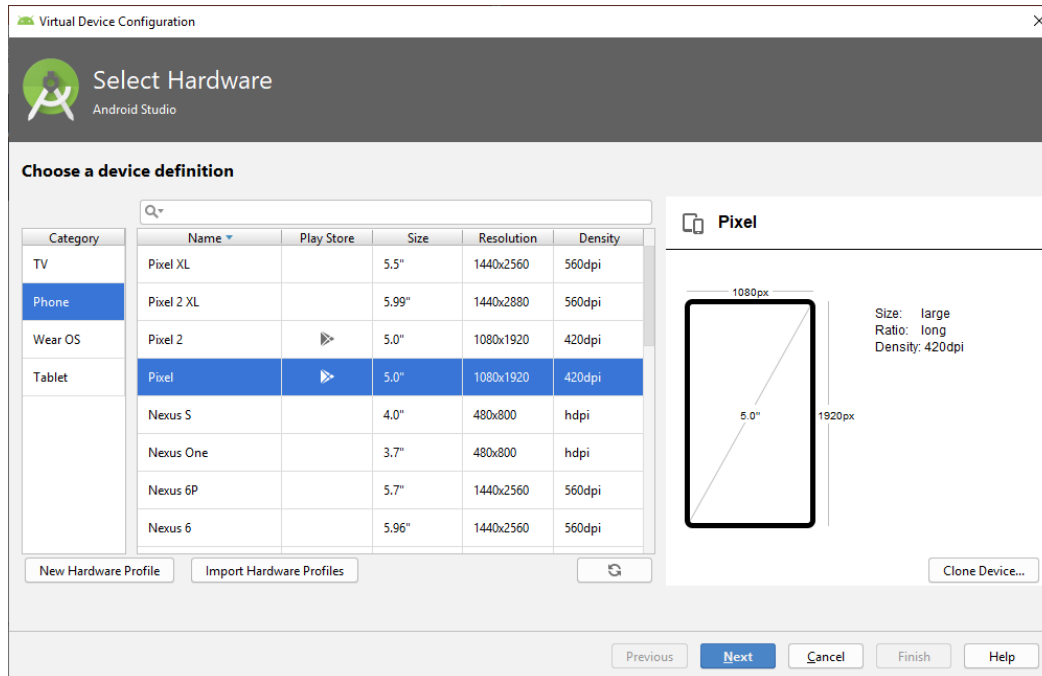 Virtual Device Configuration
Select Hardware
Android Studio
Choose a device definition
Category
TV
Phone
Wear OS
Tablet
Name Play Store Size Resolution Density
Pixel XL 5.5" 1440x2560 560dpi
Pixel 2 XL 5.99" 1440x2880 560dpi
Pixel 2 5.0" 1080x1920 420dpi
Pixel 5.0" 1080x1920 420dpi
Nexus S 4.0" 480x800 hdpi
Nexus One 3.7" 480x800 hdpi
Nexus 6P 5.7" 1440x2560 560dpi
Nexus 6 5.96" 1440x2560 560dpi
New Hardware Profile Import Hardware Profiles
Pixel
1080px
Size: large
Ratio: long
Density: 420dpi
5.0" 1920px
Clone Device...
Previous Next Cancel Finish Help